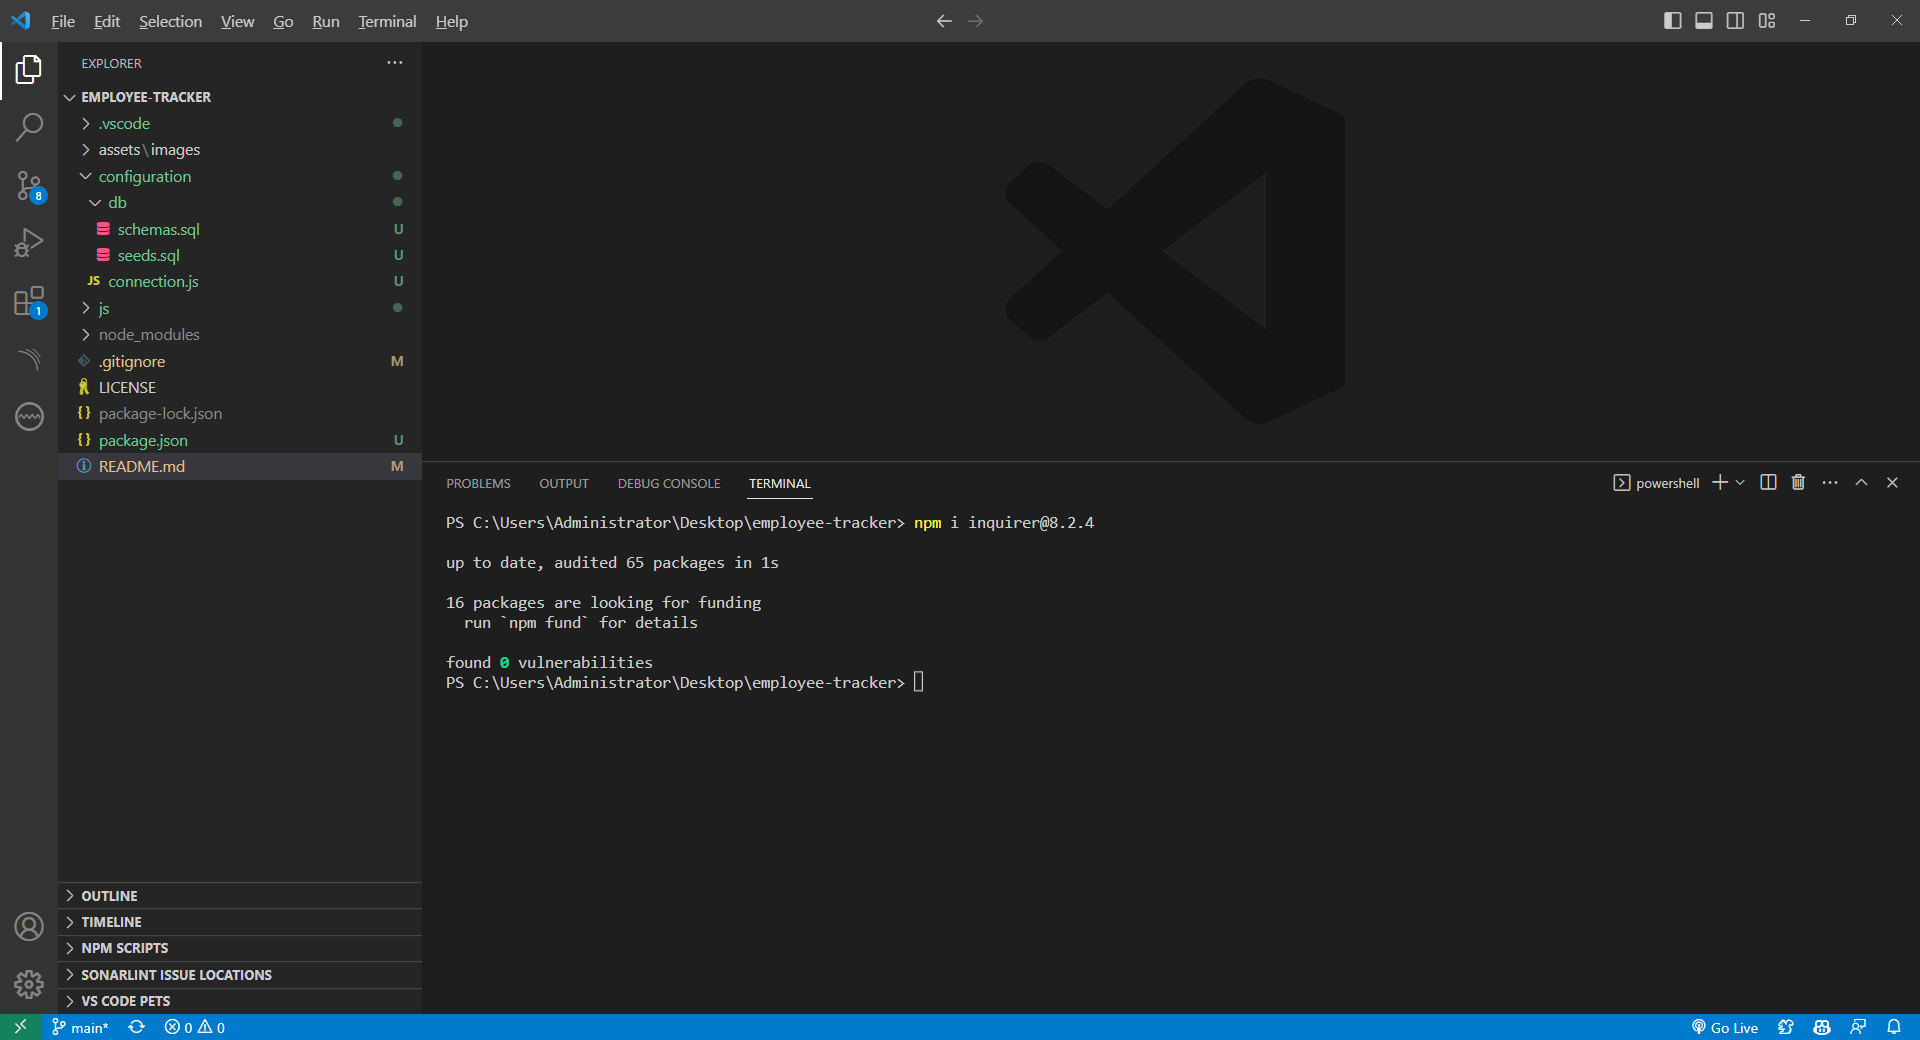 File Edit Selection View Go Run Terminal Help
EXPLORER
EMPLOYEE-TRACKER
.vscode
assets\images
configuration
db
schemas.sql U
seeds.sql U
JS connection.js U
js
node_modules
.gitignore M
LICENSE
{} package-lock.json
{} package.json U
README.md M
OUTLINE
TIMELINE
NPM SCRIPTS
SONARLINT ISSUE LOCATIONS
VS CODE PETS
8
1
PROBLEMS OUTPUT DEBUG CONSOLE TERMINAL
powershell
PS C:\Users\Administrator\Desktop\employee-tracker> npm i inquirer@8.2.4
up to date, audited 65 packages in 1s
16 packages are looking for funding
run `npm fund` for details
found 0 vulnerabilities
PS C:\Users\Administrator\Desktop\employee-tracker>
main* 0 0 Go Live